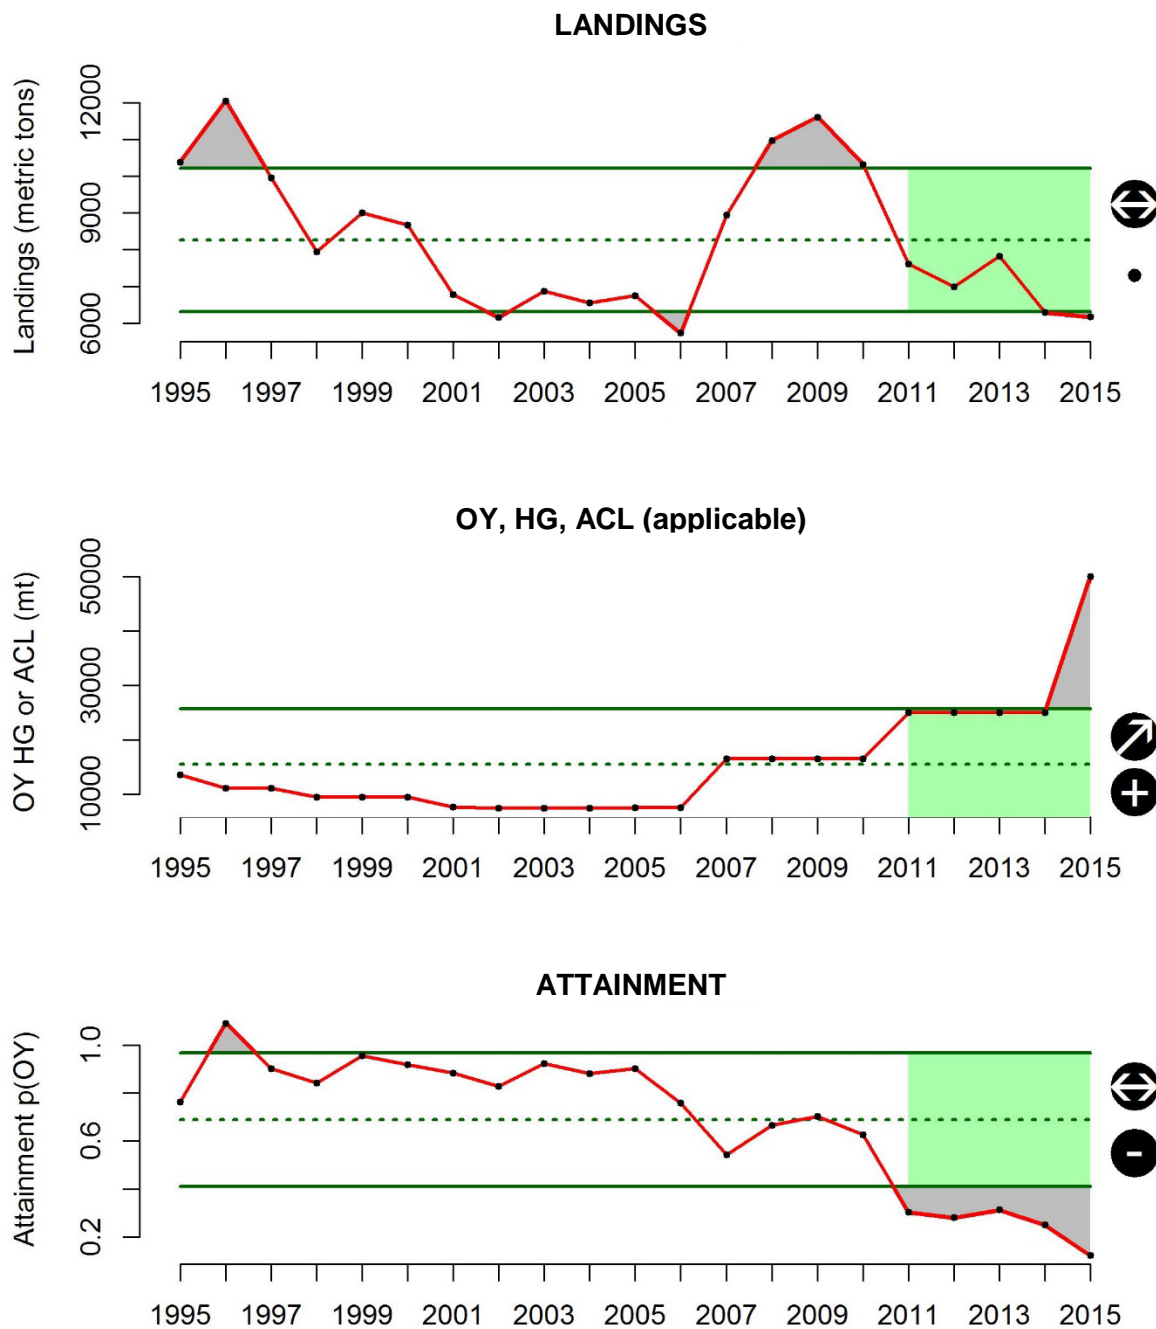 LANDINGS
Landings (metric tons)
12000
9000
6000
1995 1997 1999 2001 2003 2005 2007 2009 2011 2013 2015
OY, HG, ACL (applicable)
OY HG or ACL (mt)
50000
30000
10000
+
1995 1997 1999 2001 2003 2005 2007 2009 2011 2013 2015
ATTAINMENT
Attainment p(OY)
1.0
0.6
0.2
-
1995 1997 1999 2001 2003 2005 2007 2009 2011 2013 2015